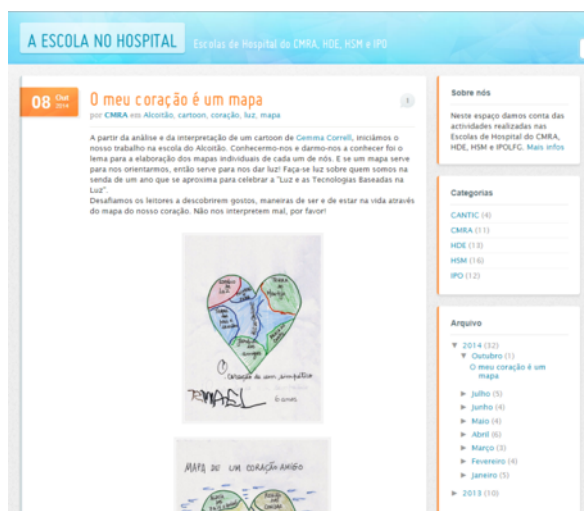 A ESCOLA NO HOSPITAL
Escolas de Hospital do CMRA, HDE, HSM e IPO
08 Out
2014
O meu coração é um mapa
por CMRA em Alcoitão, cartoon, coração, luz, mapa
A partir da análise e da interpretação de um cartoon de Gemma Correll, iniciámos o
nosso trabalho na escola do Alcoitão. Conhecermo-nos e darmo-nos a conhecer foi o
lema para a elaboração dos mapas individuais de cada um de nós. E se um mapa serve
para nos orientarmos, então serve para nos dar luz! Faça-se luz sobre quem somos na
senda de um ano que se aproxima para celebrar a "Luz e as Tecnologias Baseadas na
Luz".
Desafiamos os leitores a descobrirem gostos, maneiras de ser e de estar na vida através
do mapa do nosso coração. Não nos interpretem mal, por favor!
coração de um simpático
6 anos
MAPA DE UM CORAÇÃO AMIGO
Sobre nós
Neste espaço damos conta das
actividades realizadas nas
Escolas de Hospital do CMRA,
HDE, HSM e IPOLFG. Mais infos
Categorias
CANTIC (4)
CMRA (11)
HDE (13)
HSM (16)
IPO (12)
Arquivo
▼ 2014 (32)
▼ Outubro (1)
O meu coração é um
mapa
► Julho (5)
► Junho (4)
► Maio (4)
► Abril (6)
► Março (3)
► Fevereiro (4)
► Janeiro (5)
► 2013 (10)